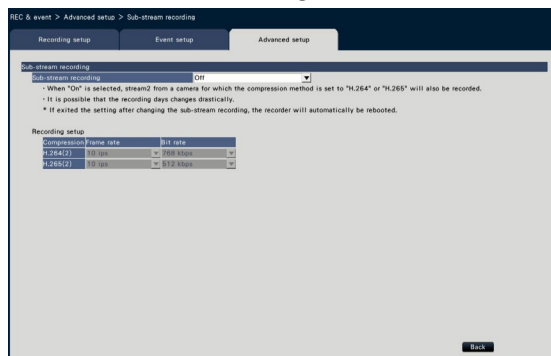 REC & event > Advanced setup > Sub-stream recording
Recording setup Event setup Advanced setup
Sub-stream recording
Sub-stream recording Off
・When "On" is selected, stream2 from a camera for which the compression method is set to "H.264" or "H.265" will also be recorded.
・It is possible that the recording days changes drastically.
* If exited the setting after changing the sub-stream recording, the recorder will automatically be rebooted.
Recording setup
Compression Frame rate Bit rate
H.264(2) 10 ips 768 kbps
H.265(2) 10 ips 512 kbps
Back